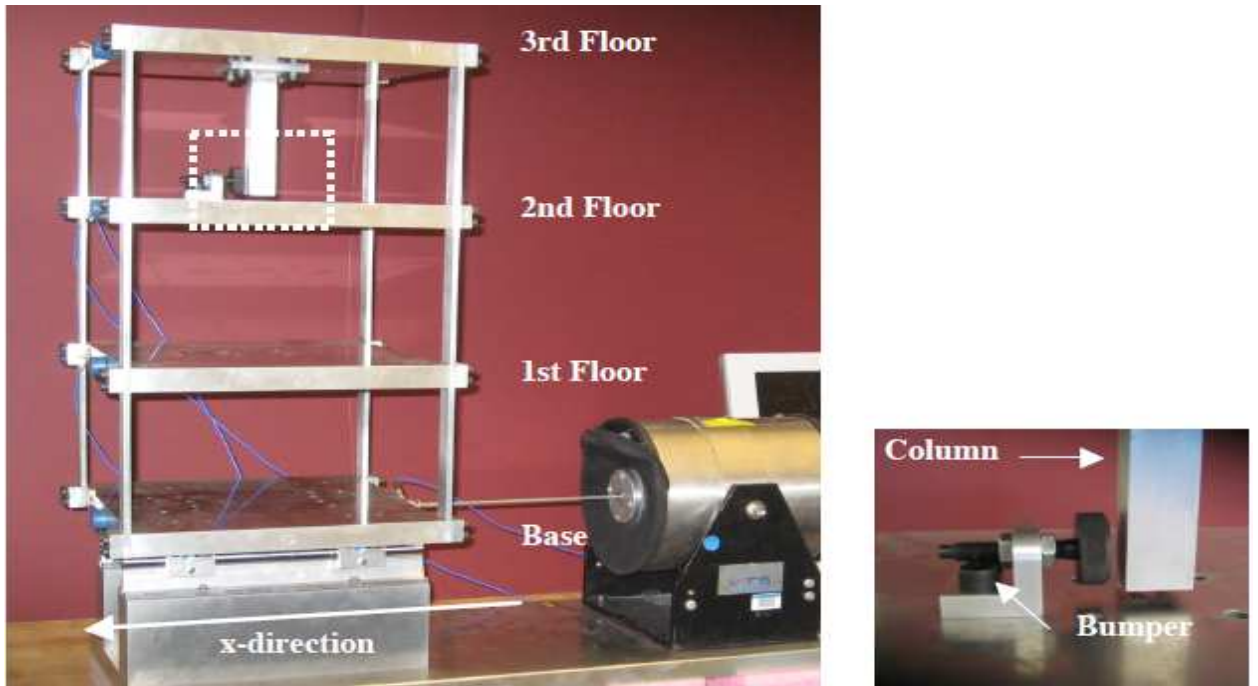 3rd Floor
2nd Floor
1st Floor
Base
x-direction
Column
Bumper